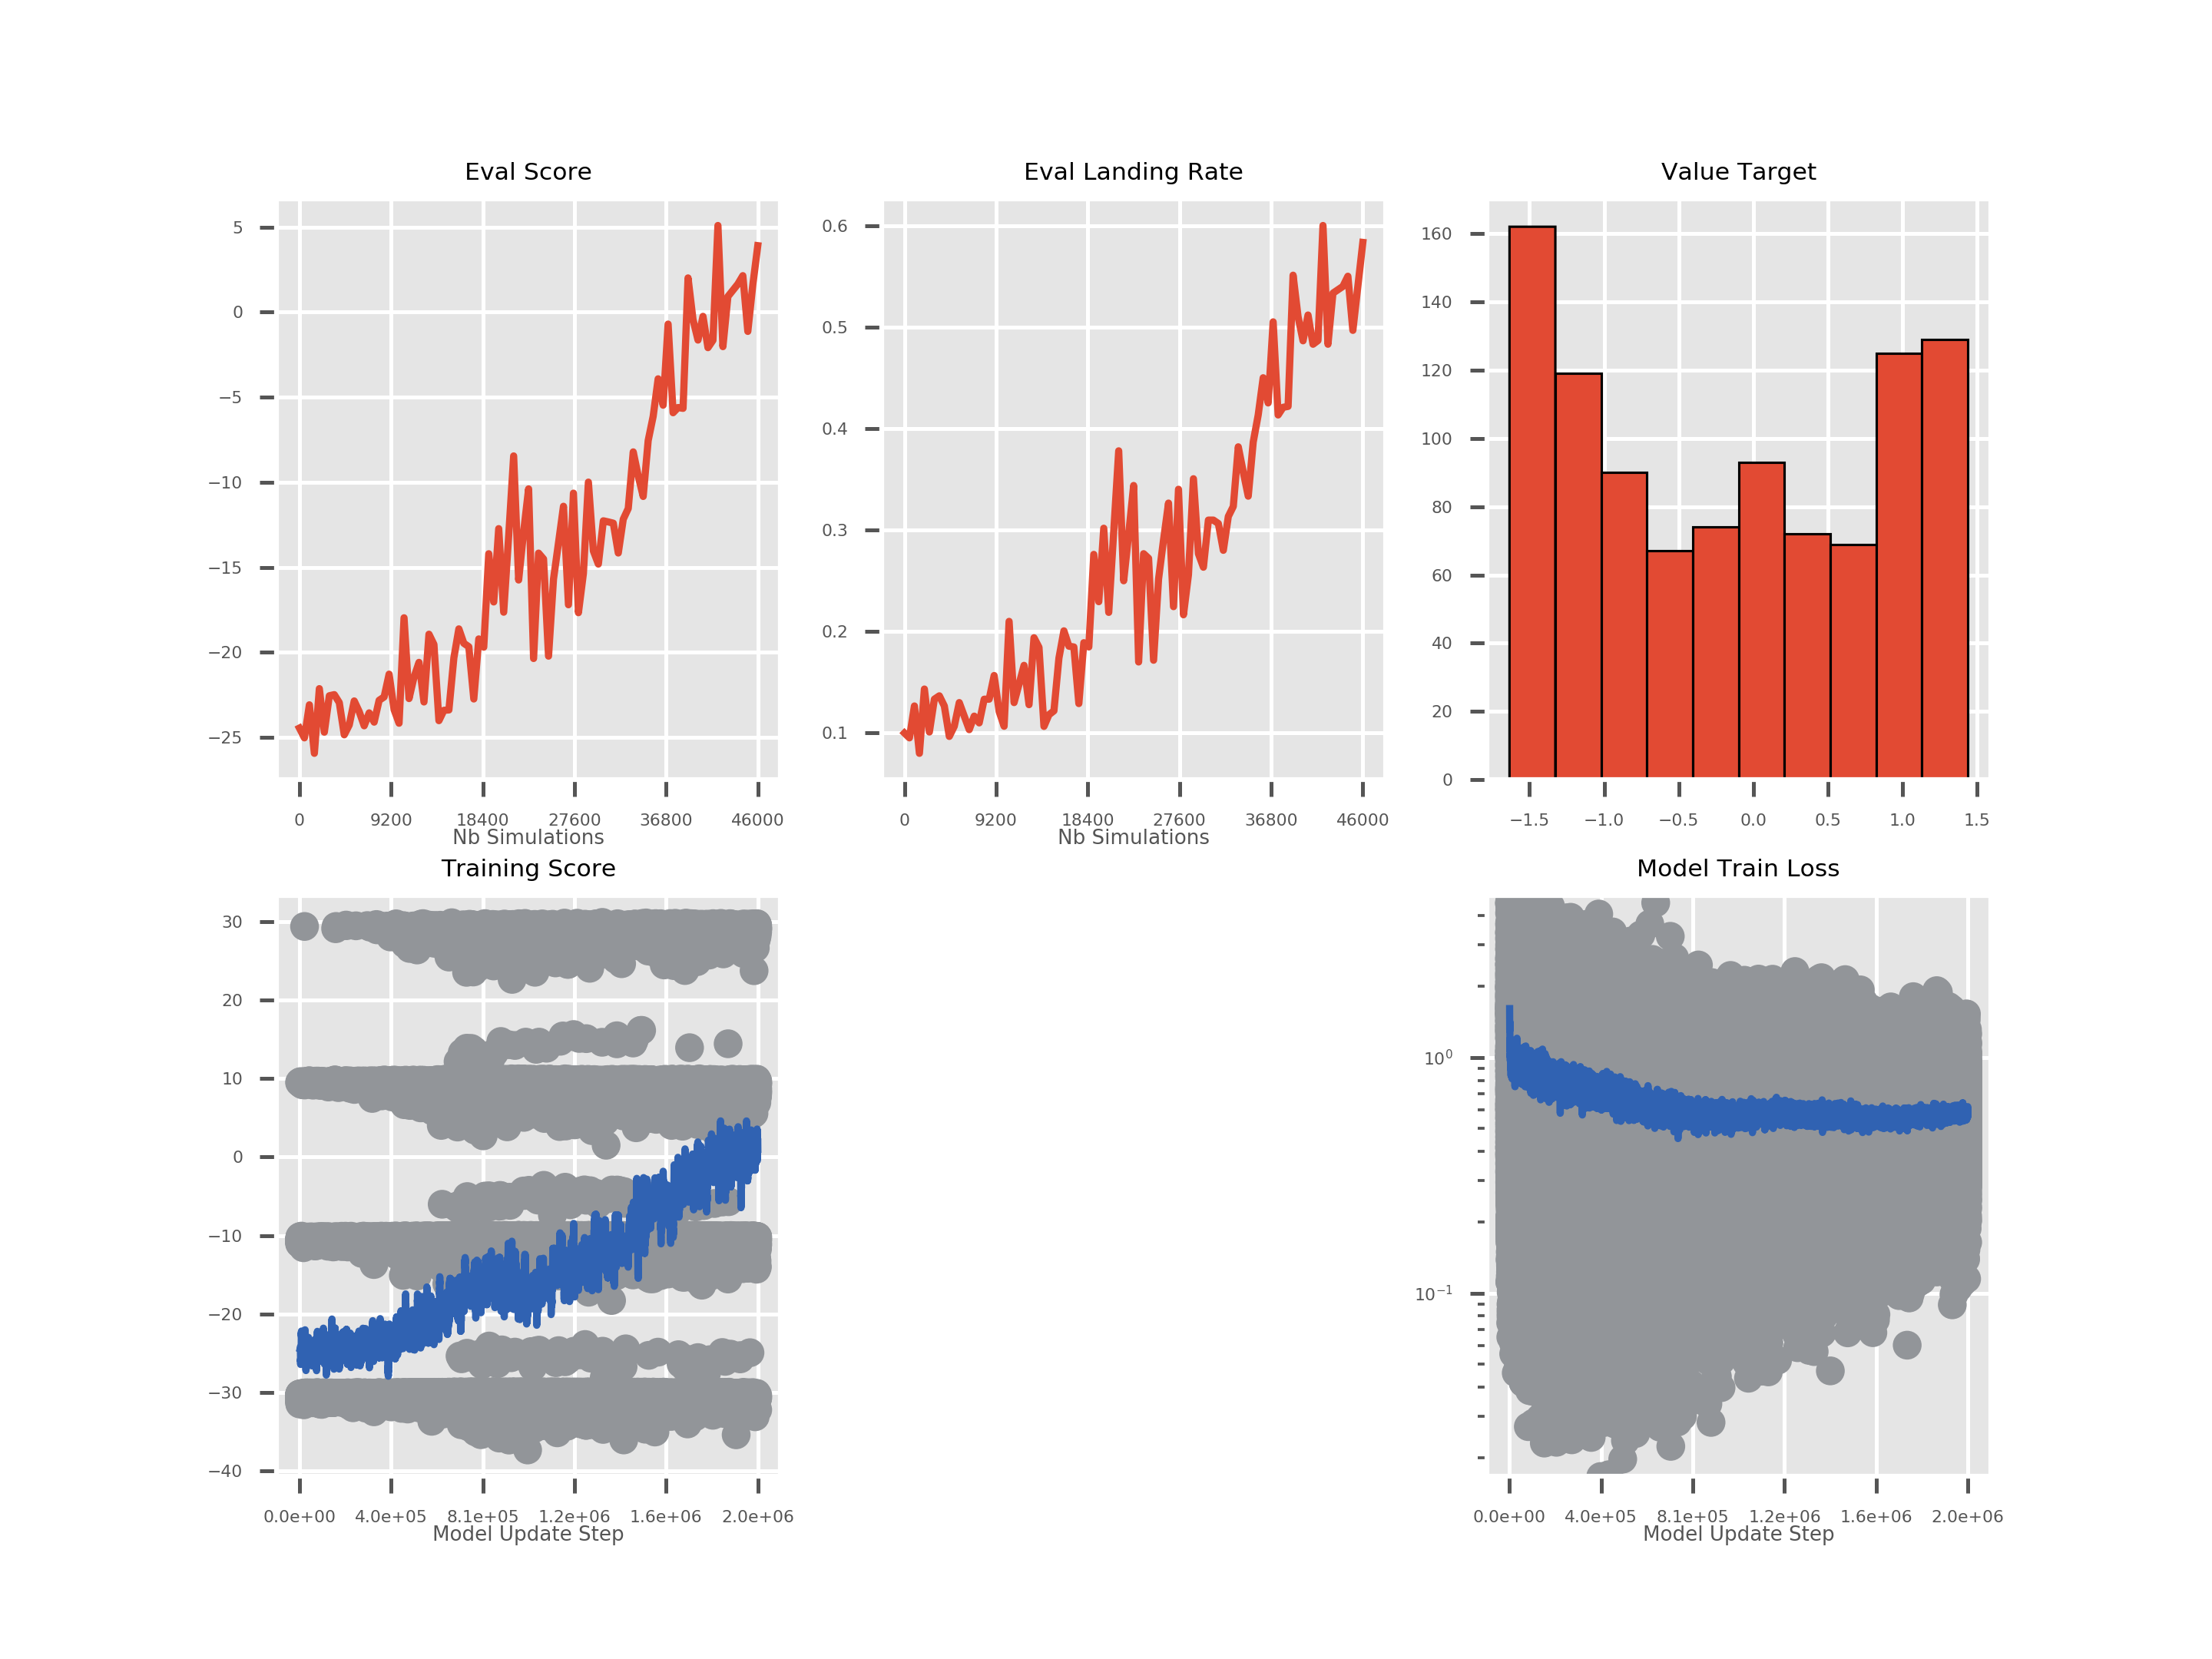 Eval Score
5
0
−5
−10
−15
−20
−25
0 9200 18400 27600 36800 46000
Nb Simulations
Eval Landing Rate
0.6
0.5
0.4
0.3
0.2
0.1
0 9200 18400 27600 36800 46000
Nb Simulations
Value Target
160
140
120
100
80
60
40
20
0
−1.5 −1.0 −0.5 0.0 0.5 1.0 1.5
Training Score
30
20
10
0
−10
−20
−30
−40
0.0e+00 4.0e+05 8.1e+05 1.2e+06 1.6e+06 2.0e+06
Model Update Step
Model Train Loss
10⁰
10⁻¹
0.0e+00 4.0e+05 8.1e+05 1.2e+06 1.6e+06 2.0e+06
Model Update Step